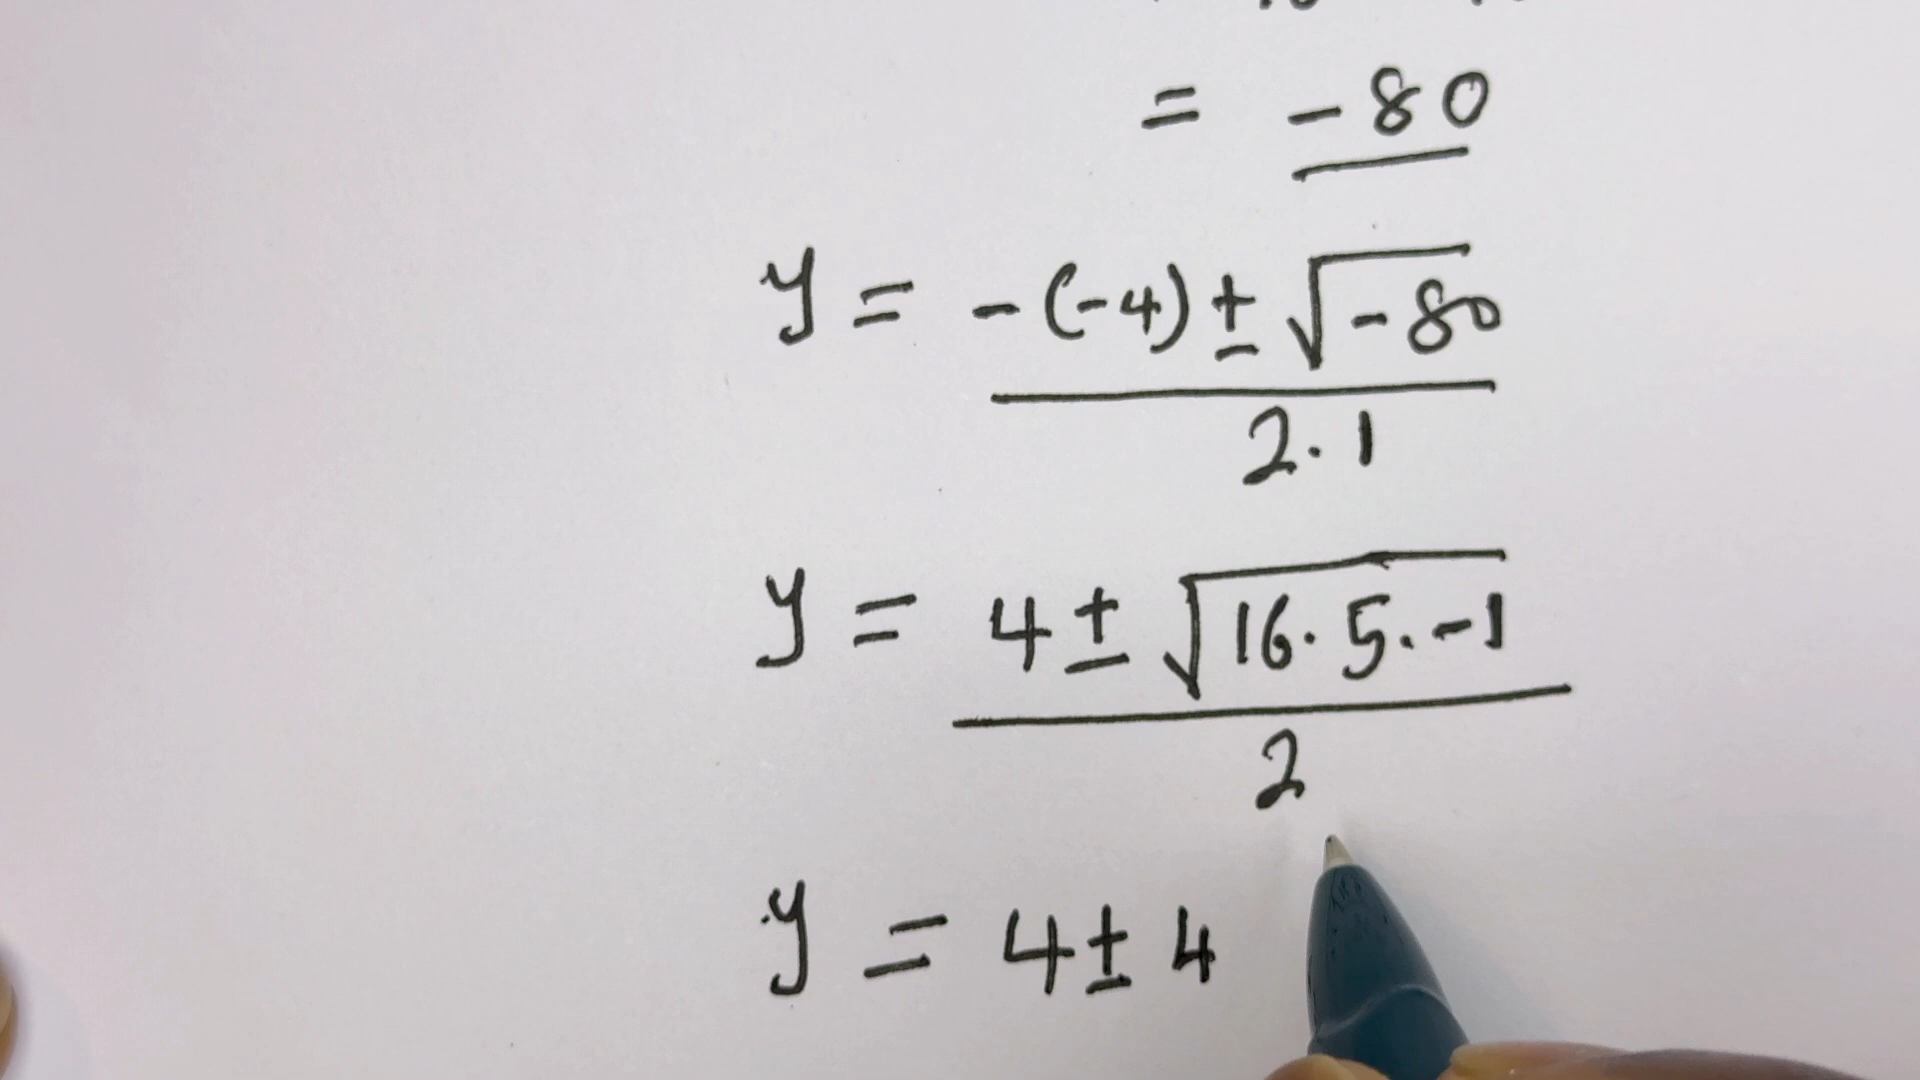 = -80
y = -(-4) ± √-80
2 · 1
y = 4 ± √16 · 5 · -1
2
y = 4 ± 4